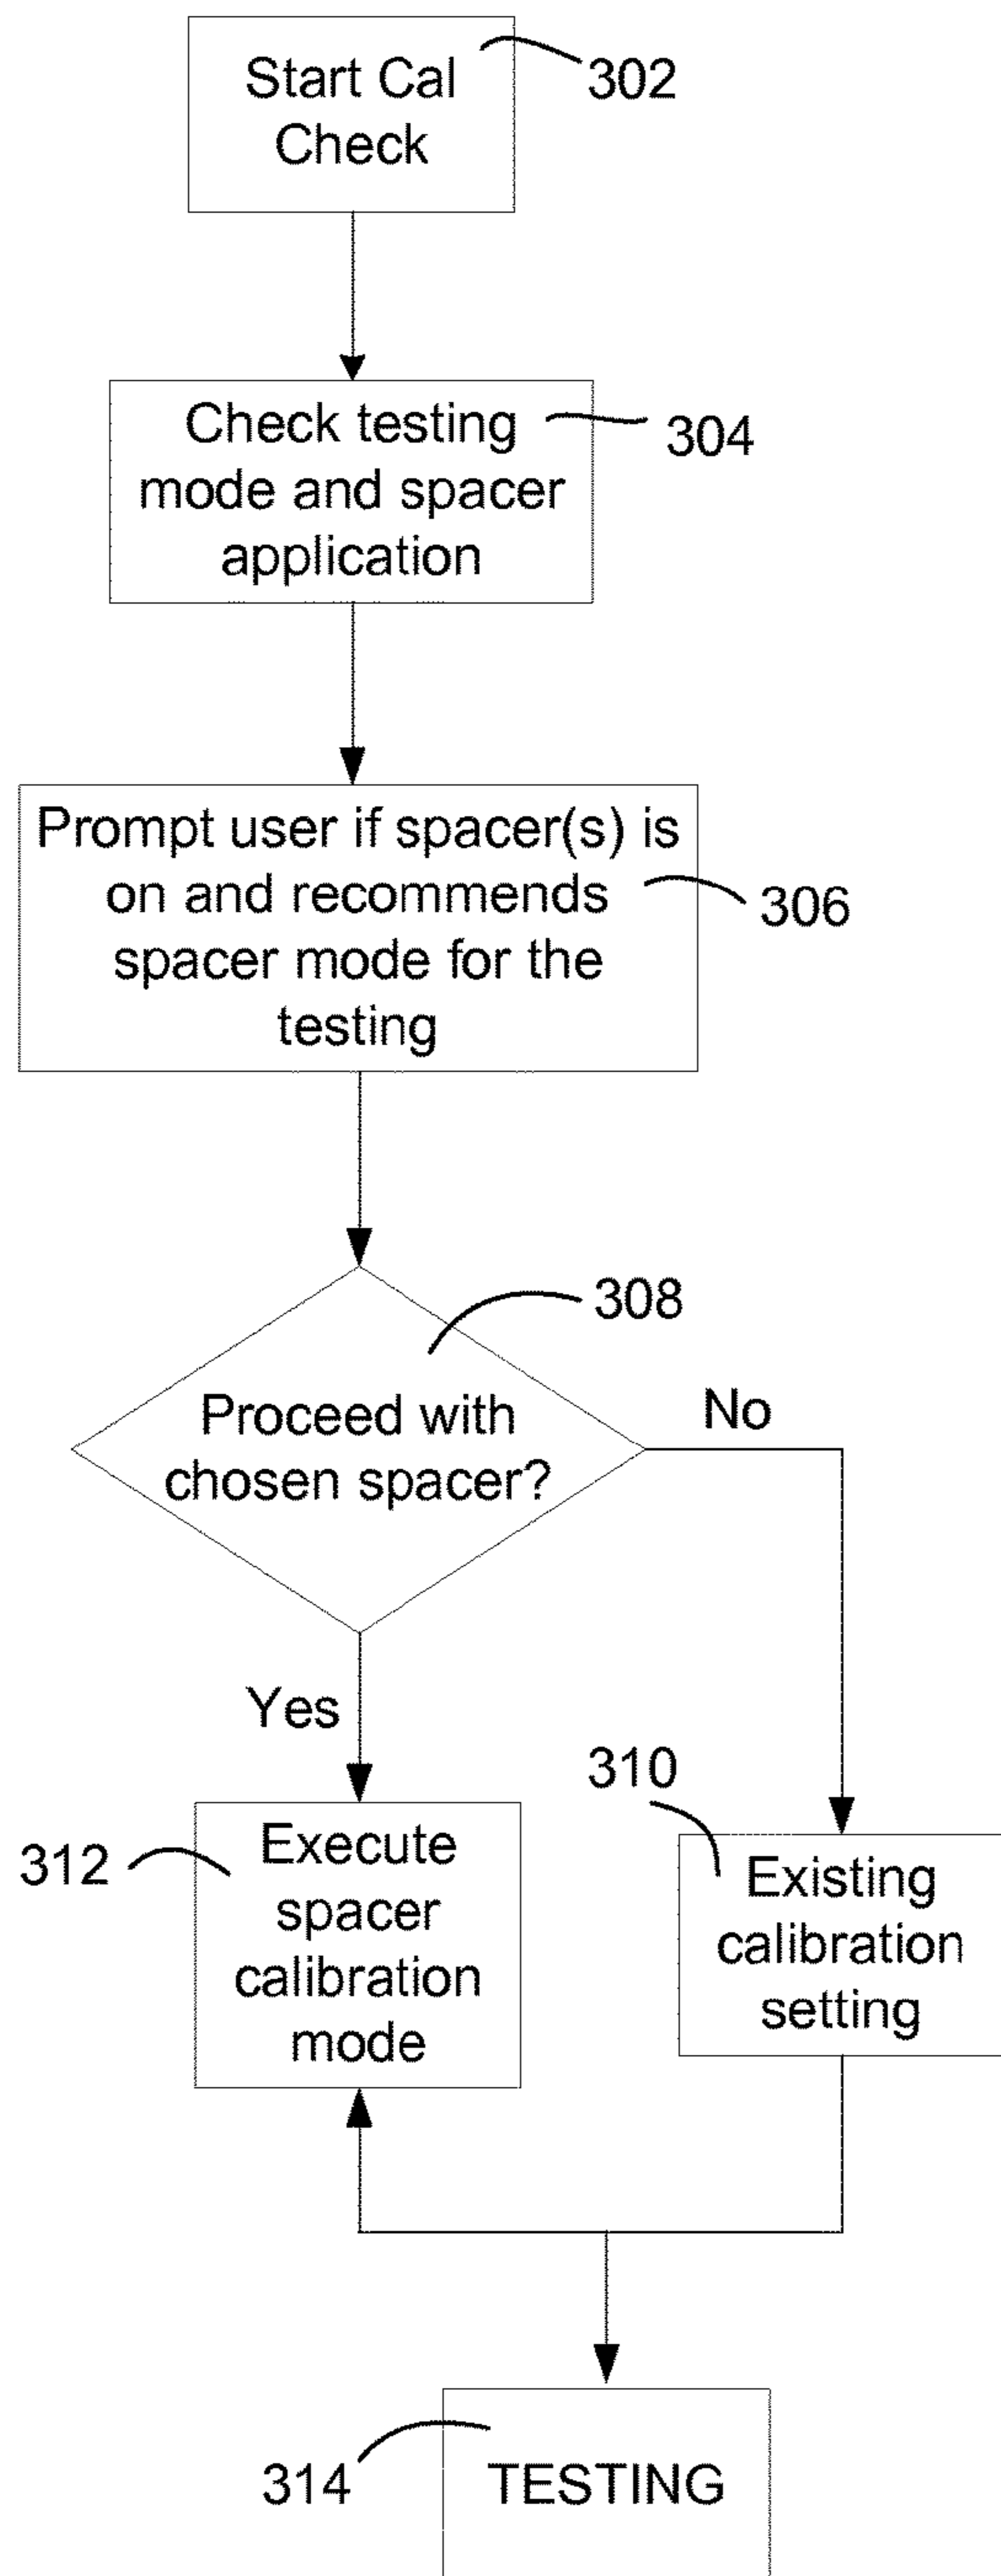 Start Cal
Check
302
Check testing
mode and spacer
application
304
Prompt user if spacer(s) is
on and recommends
spacer mode for the
testing
306
308
Proceed with
chosen spacer?
No
Yes
310
312
Execute
spacer
calibration
mode
Existing
calibration
setting
314
TESTING